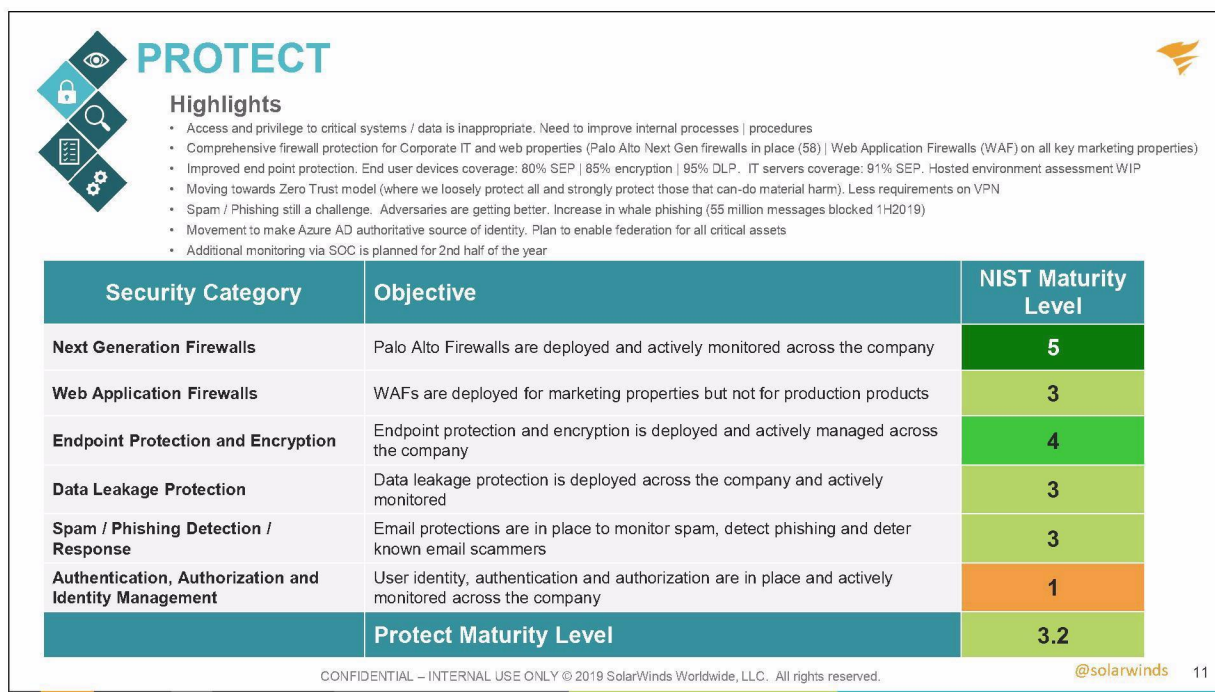 PROTECT
Highlights
• Access and privilege to critical systems / data is inappropriate. Need to improve internal processes | procedures
• Comprehensive firewall protection for Corporate IT and web properties (Palo Alto Next Gen firewalls in place (58) | Web Application Firewalls (WAF) on all key marketing properties)
• Improved end point protection. End user devices coverage: 80% SEP | 85% encryption | 95% DLP. IT servers coverage: 91% SEP. Hosted environment assessment WIP
• Moving towards Zero Trust model (where we loosely protect all and strongly protect those that can-do material harm). Less requirements on VPN
• Spam / Phishing still a challenge. Adversaries are getting better. Increase in whale phishing (55 million messages blocked 1H2019)
• Movement to make Azure AD authoritative source of identity. Plan to enable federation for all critical assets
• Additional monitoring via SOC is planned for 2nd half of the year
Security Category Objective NIST Maturity
Level
Next Generation Firewalls Palo Alto Firewalls are deployed and actively monitored across the company 5
Web Application Firewalls WAFs are deployed for marketing properties but not for production products 3
Endpoint Protection and Encryption Endpoint protection and encryption is deployed and actively managed across
the company 4
Data Leakage Protection Data leakage protection is deployed across the company and actively
monitored 3
Spam / Phishing Detection /
Response Email protections are in place to monitor spam, detect phishing and deter
known email scammers 3
Authentication, Authorization and
Identity Management User identity, authentication and authorization are in place and actively
monitored across the company 1
Protect Maturity Level 3.2
CONFIDENTIAL – INTERNAL USE ONLY © 2019 SolarWinds Worldwide, LLC. All rights reserved.
@solarwinds 11